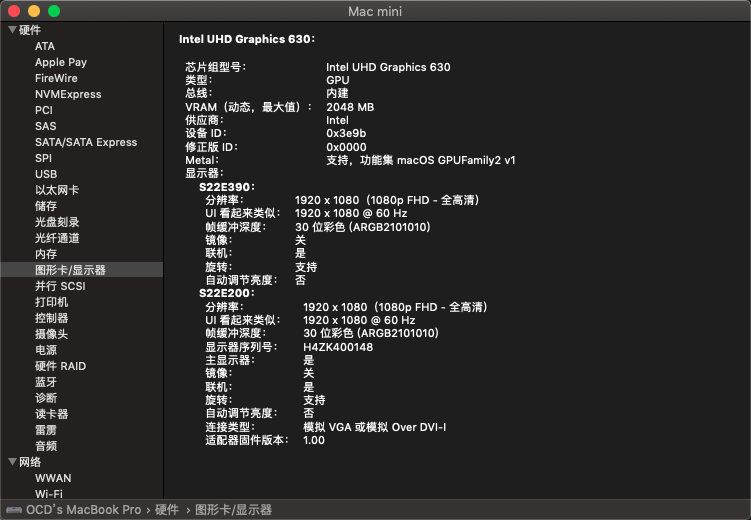 Mac mini
硬件
ATA
Apple Pay
FireWire
NVMExpress
PCI
SAS
SATA/SATA Express
SPI
USB
以太网卡
储存
光盘刻录
光纤通道
内存
图形卡/显示器
并行 SCSI
打印机
控制器
摄像头
电源
硬件 RAID
蓝牙
诊断
读卡器
雷雳
音频
网络
WWAN
Wi-Fi
Intel UHD Graphics 630：
芯片组型号： Intel UHD Graphics 630
类型： GPU
总线： 内建
VRAM（动态，最大值）： 2048 MB
供应商： Intel
设备 ID： 0x3e9b
修正版 ID： 0x0000
Metal： 支持，功能集 macOS GPUFamily2 v1
显示器：
S22E390：
分辨率： 1920 x 1080（1080p FHD - 全高清）
UI 看起来类似： 1920 x 1080 @ 60 Hz
帧缓冲深度： 30 位彩色 (ARGB2101010)
镜像： 关
联机： 是
旋转： 支持
自动调节亮度： 否
S22E200：
分辨率： 1920 x 1080（1080p FHD - 全高清）
UI 看起来类似： 1920 x 1080 @ 60 Hz
帧缓冲深度： 30 位彩色 (ARGB2101010)
显示器序列号： H4ZK400148
主显示器： 是
镜像： 关
联机： 是
旋转： 支持
自动调节亮度： 否
连接类型： 模拟 VGA 或模拟 Over DVI-I
适配器固件版本： 1.00
OCD’s MacBook Pro › 硬件 › 图形卡/显示器